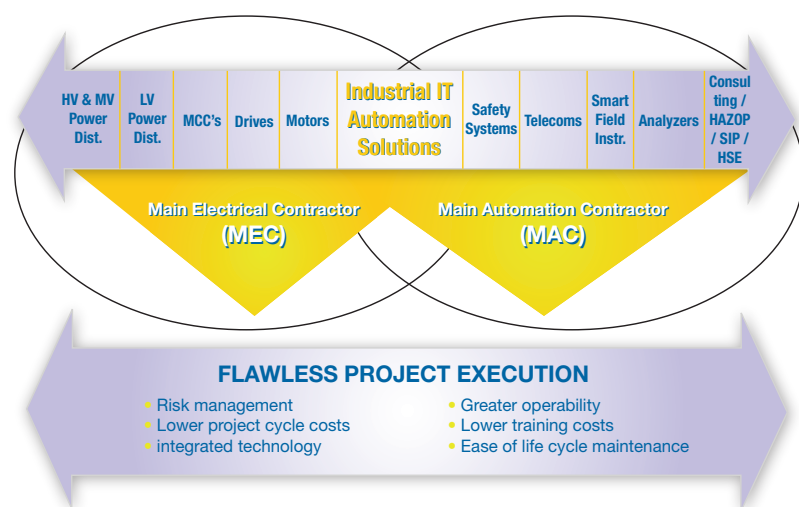 HV & MV
Power
Dist.
LV
Power
Dist.
MCC's
Drives
Motors
Industrial IT
Automation
Solutions
Safety
Systems
Telecoms
Smart
Field
Instr.
Analyzers
Consul
ting /
HAZOP
/ SIP /
HSE
Main Electrical Contractor
(MEC)
Main Automation Contractor
(MAC)
FLAWLESS PROJECT EXECUTION
• Risk management
• Lower project cycle costs
• integrated technology
• Greater operability
• Lower training costs
• Ease of life cycle maintenance